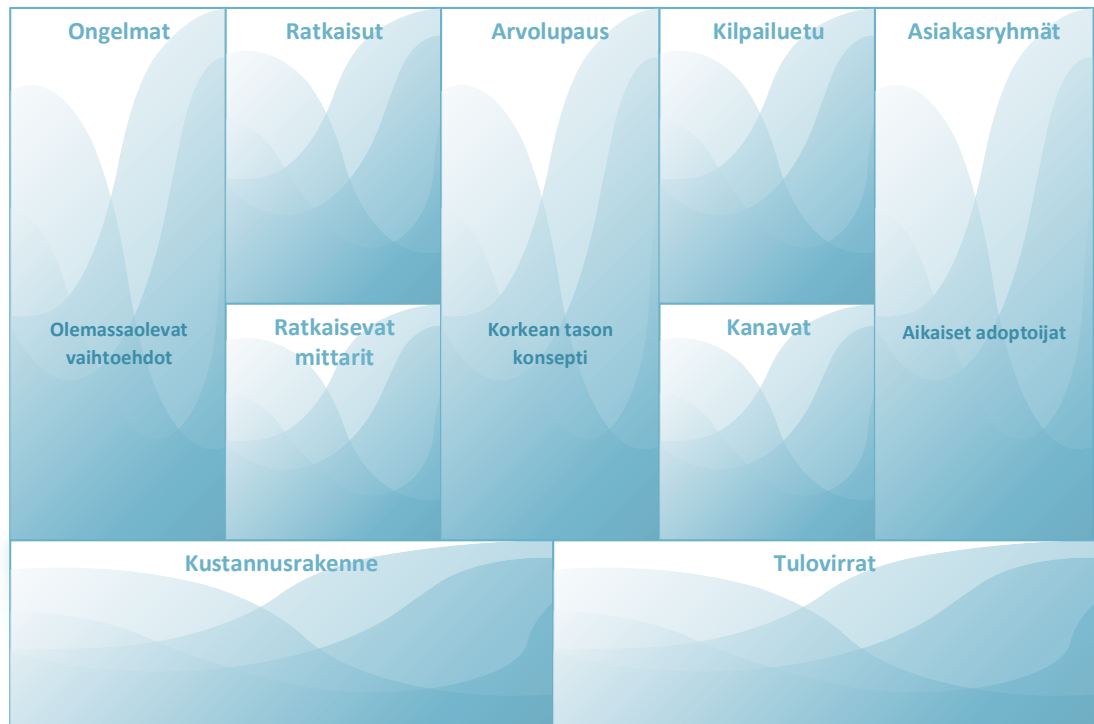 Ongelmat
Olemassaolevat
vaihtoehdot
Ratkaisut
Ratkaisevat
mittarit
Arvolupaus
Korkean tason
konsepti
Kilpailuetu
Kanavat
Asiakasryhmät
Aikaiset adoptoijat
Kustannusrakenne
Tulovirrat